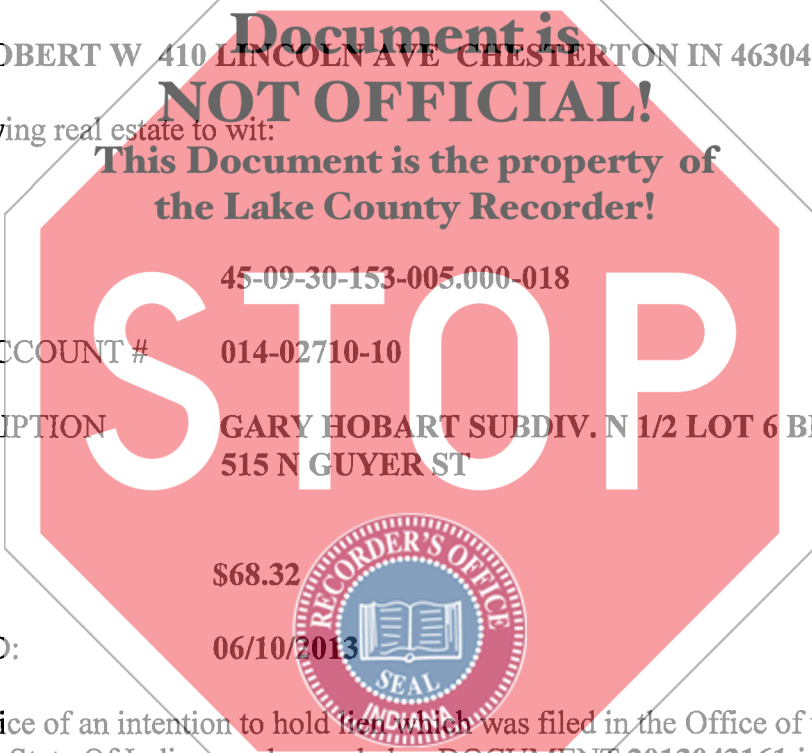 Document is
OBERT W 410 LINCOLN AVE CHESTERTON IN 46304
NOT OFFICIAL!
ving real estate to wit:
This Document is the property of
the Lake County Recorder!
45-09-30-153-005.000-018
CCOUNT # 014-02710-10
IPTION GARY HOBART SUBDIV. N 1/2 LOT 6
515 N GUYER ST
STOP
$68.32
RECORDER'S OFFICE
06/10/2013
SEAL
INDIANA
ice of an intention to hold lien which was filed in the Office of